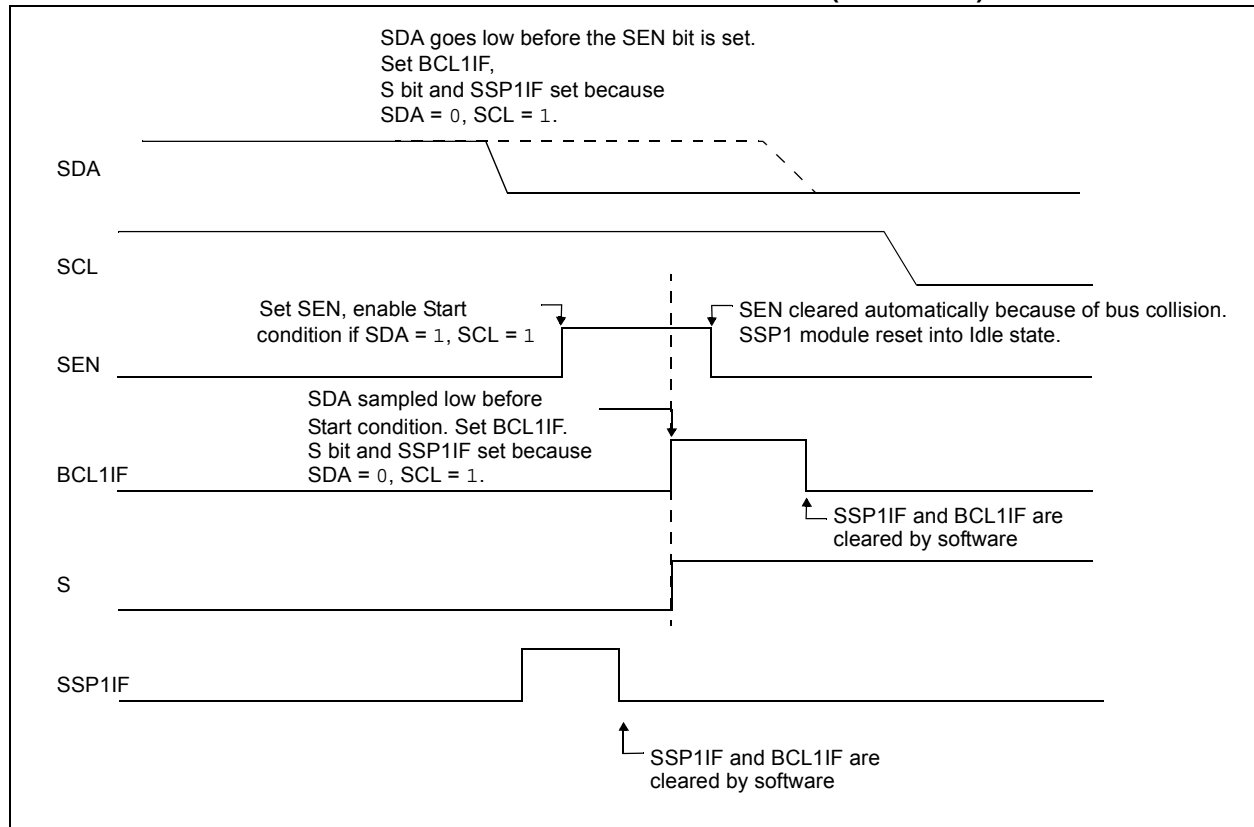 SDA goes low before the SEN bit is set.
Set BCL1IF,
S bit and SSP1IF set because
SDA = 0, SCL = 1.
SDA
SCL
Set SEN, enable Start
condition if SDA = 1, SCL = 1
SEN cleared automatically because of bus collision.
SSP1 module reset into Idle state.
SEN
SDA sampled low before
Start condition. Set BCL1IF.
S bit and SSP1IF set because
SDA = 0, SCL = 1.
BCL1IF
SSP1IF and BCL1IF are
cleared by software
S
SSP1IF
SSP1IF and BCL1IF are
cleared by software